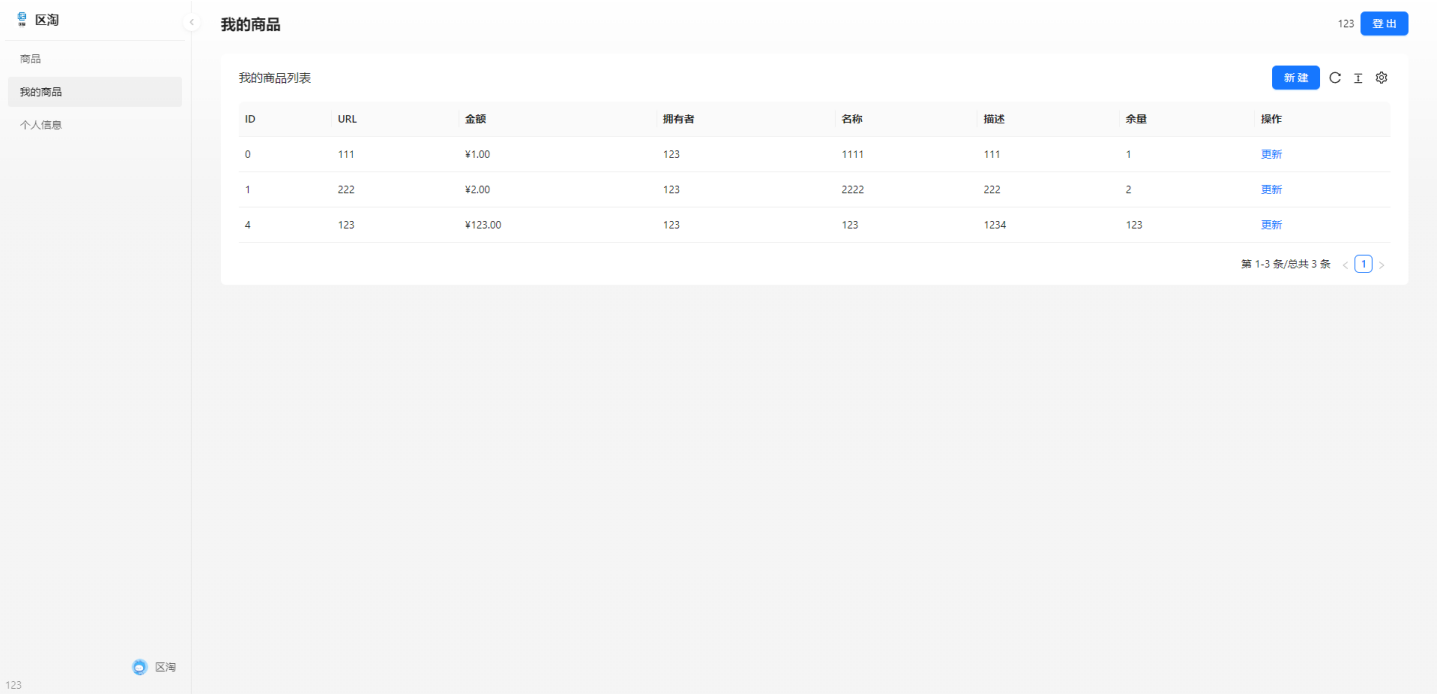 区淘
商品
我的商品
个人信息
我的商品
123 登 出
我的商品列表
新 建
ID URL 金额 拥有者 名称 描述 余量 操作
0 111 ¥1.00 123 1111 111 1 更新
1 222 ¥2.00 123 2222 222 2 更新
4 123 ¥123.00 123 123 1234 123 更新
第 1-3 条/总共 3 条 1
区淘
123